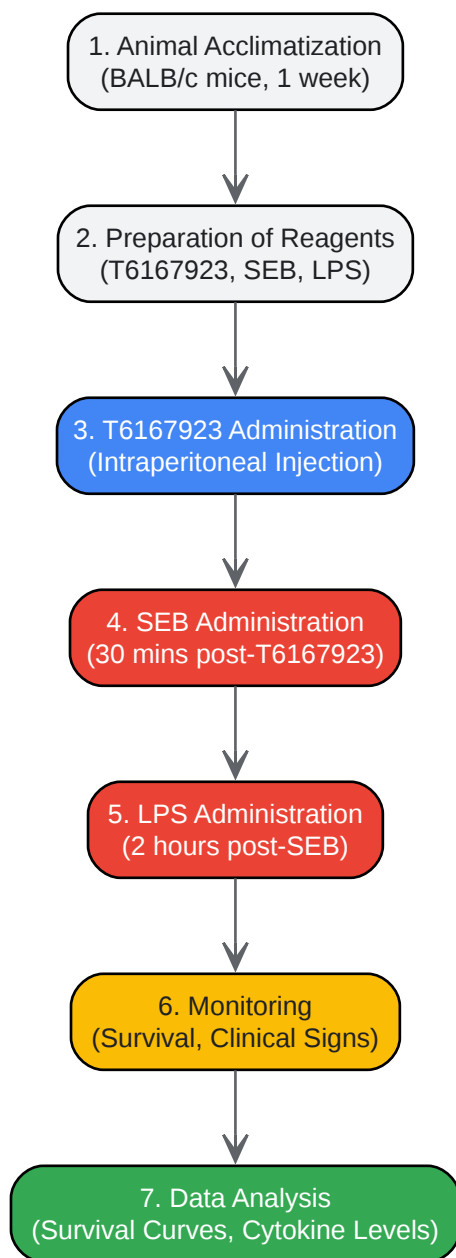 1. Animal Acclimatization
(BALB/c mice, 1 week)
2. Preparation of Reagents
(T6167923, SEB, LPS)
3. T6167923 Administration
(Intraperitoneal Injection)
4. SEB Administration
(30 mins post-T6167923)
5. LPS Administration
(2 hours post-SEB)
6. Monitoring
(Survival, Clinical Signs)
7. Data Analysis
(Survival Curves, Cytokine Levels)